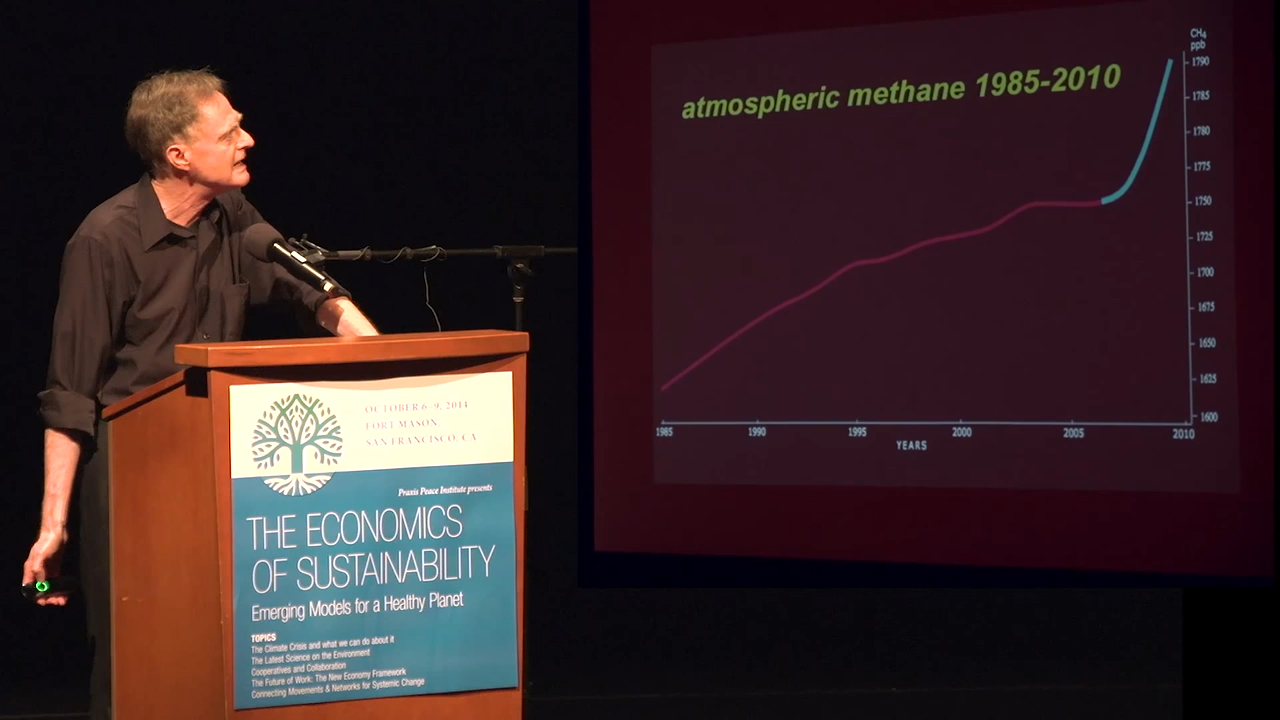 OCTOBER 6-9, 2014
FORT MASON,
SAN FRANCISCO, CA
Praxis Peace Institute presents
THE ECONOMICS
OF SUSTAINABILITY
Emerging Models for a Healthy Planet
TOPICS
The Climate Crisis and what we can do about it
The Latest Science on the Environment
Cooperatives and Collaboration
The Future of Work: The New Economy Framework
Connecting Movements & Networks for Systemic Change
atmospheric methane 1985-2010
CH₄
ppb
1790
1785
1780
1775
1750
1725
1700
1675
1650
1625
1600
1985 1990 1995 2000 2005 2010
YEARS